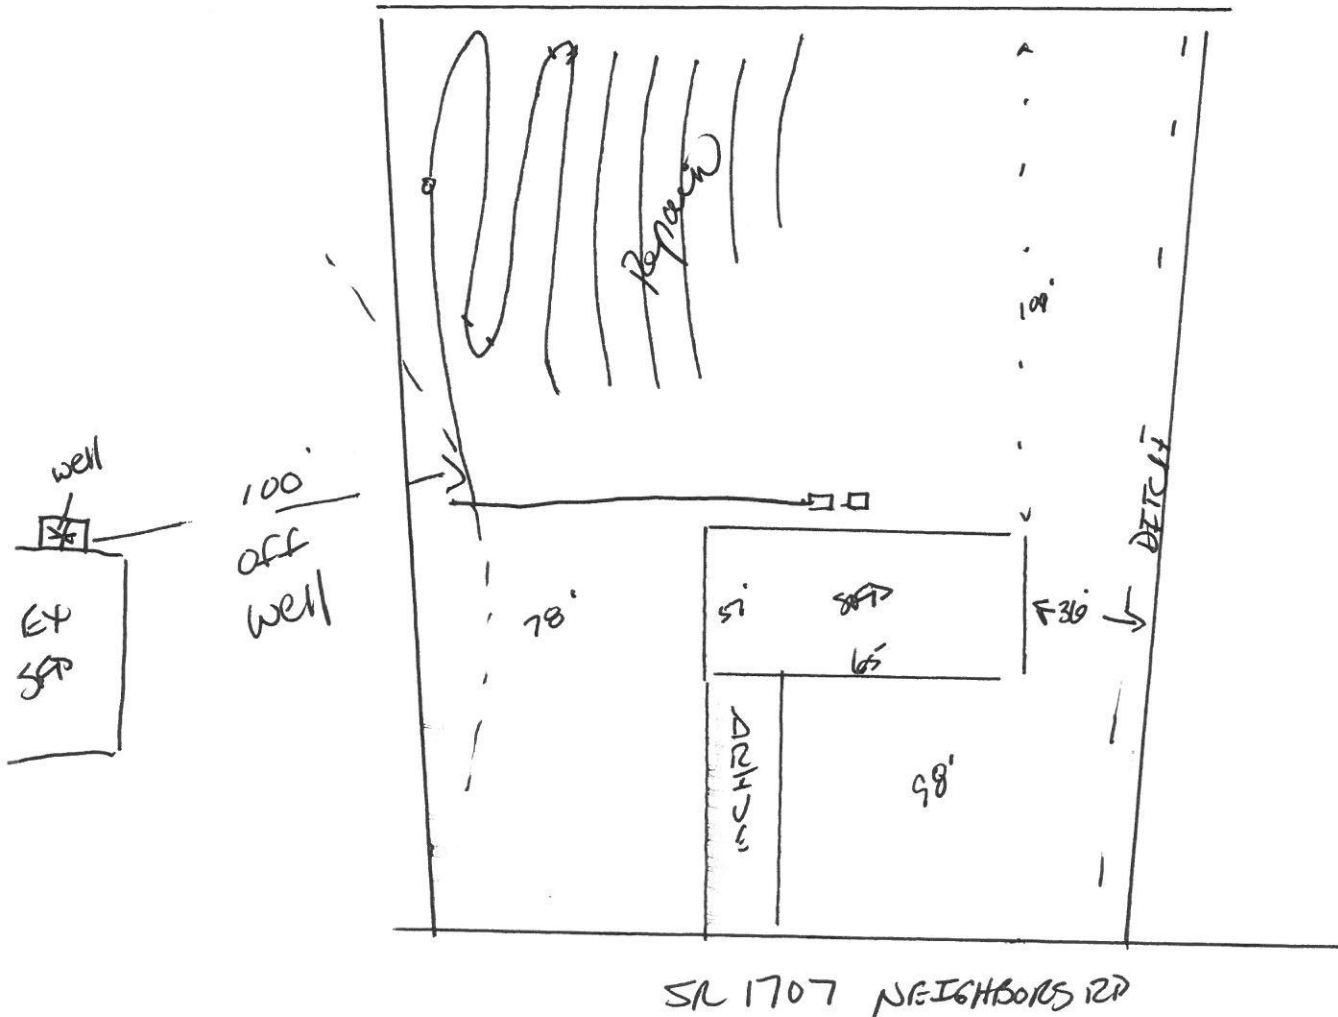 Repair
109'
DITCH
well
100'
off
well
EX
SFD
78'
51'
SFD
65'
36'
DRIVE
98'
SR 1707 NEIGHBORS RD